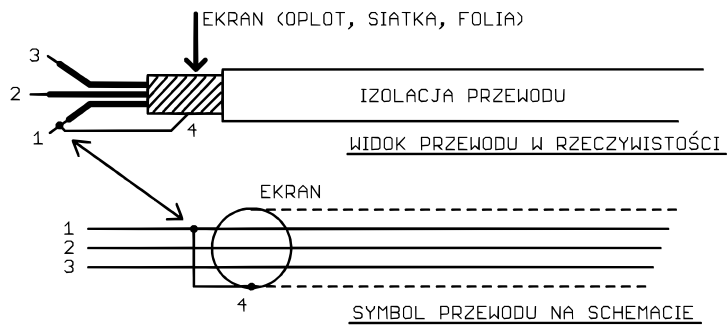 EKRAN (OPLOT, SIATKA, FOLIA)
3
2
1
4
IZOLACJA PRZEWODU
WIDOK PRZEWODU W RZECZYWISTOŚCI
EKRAN
1
2
3
4
SYMBOL PRZEWODU NA SCHEMACIE